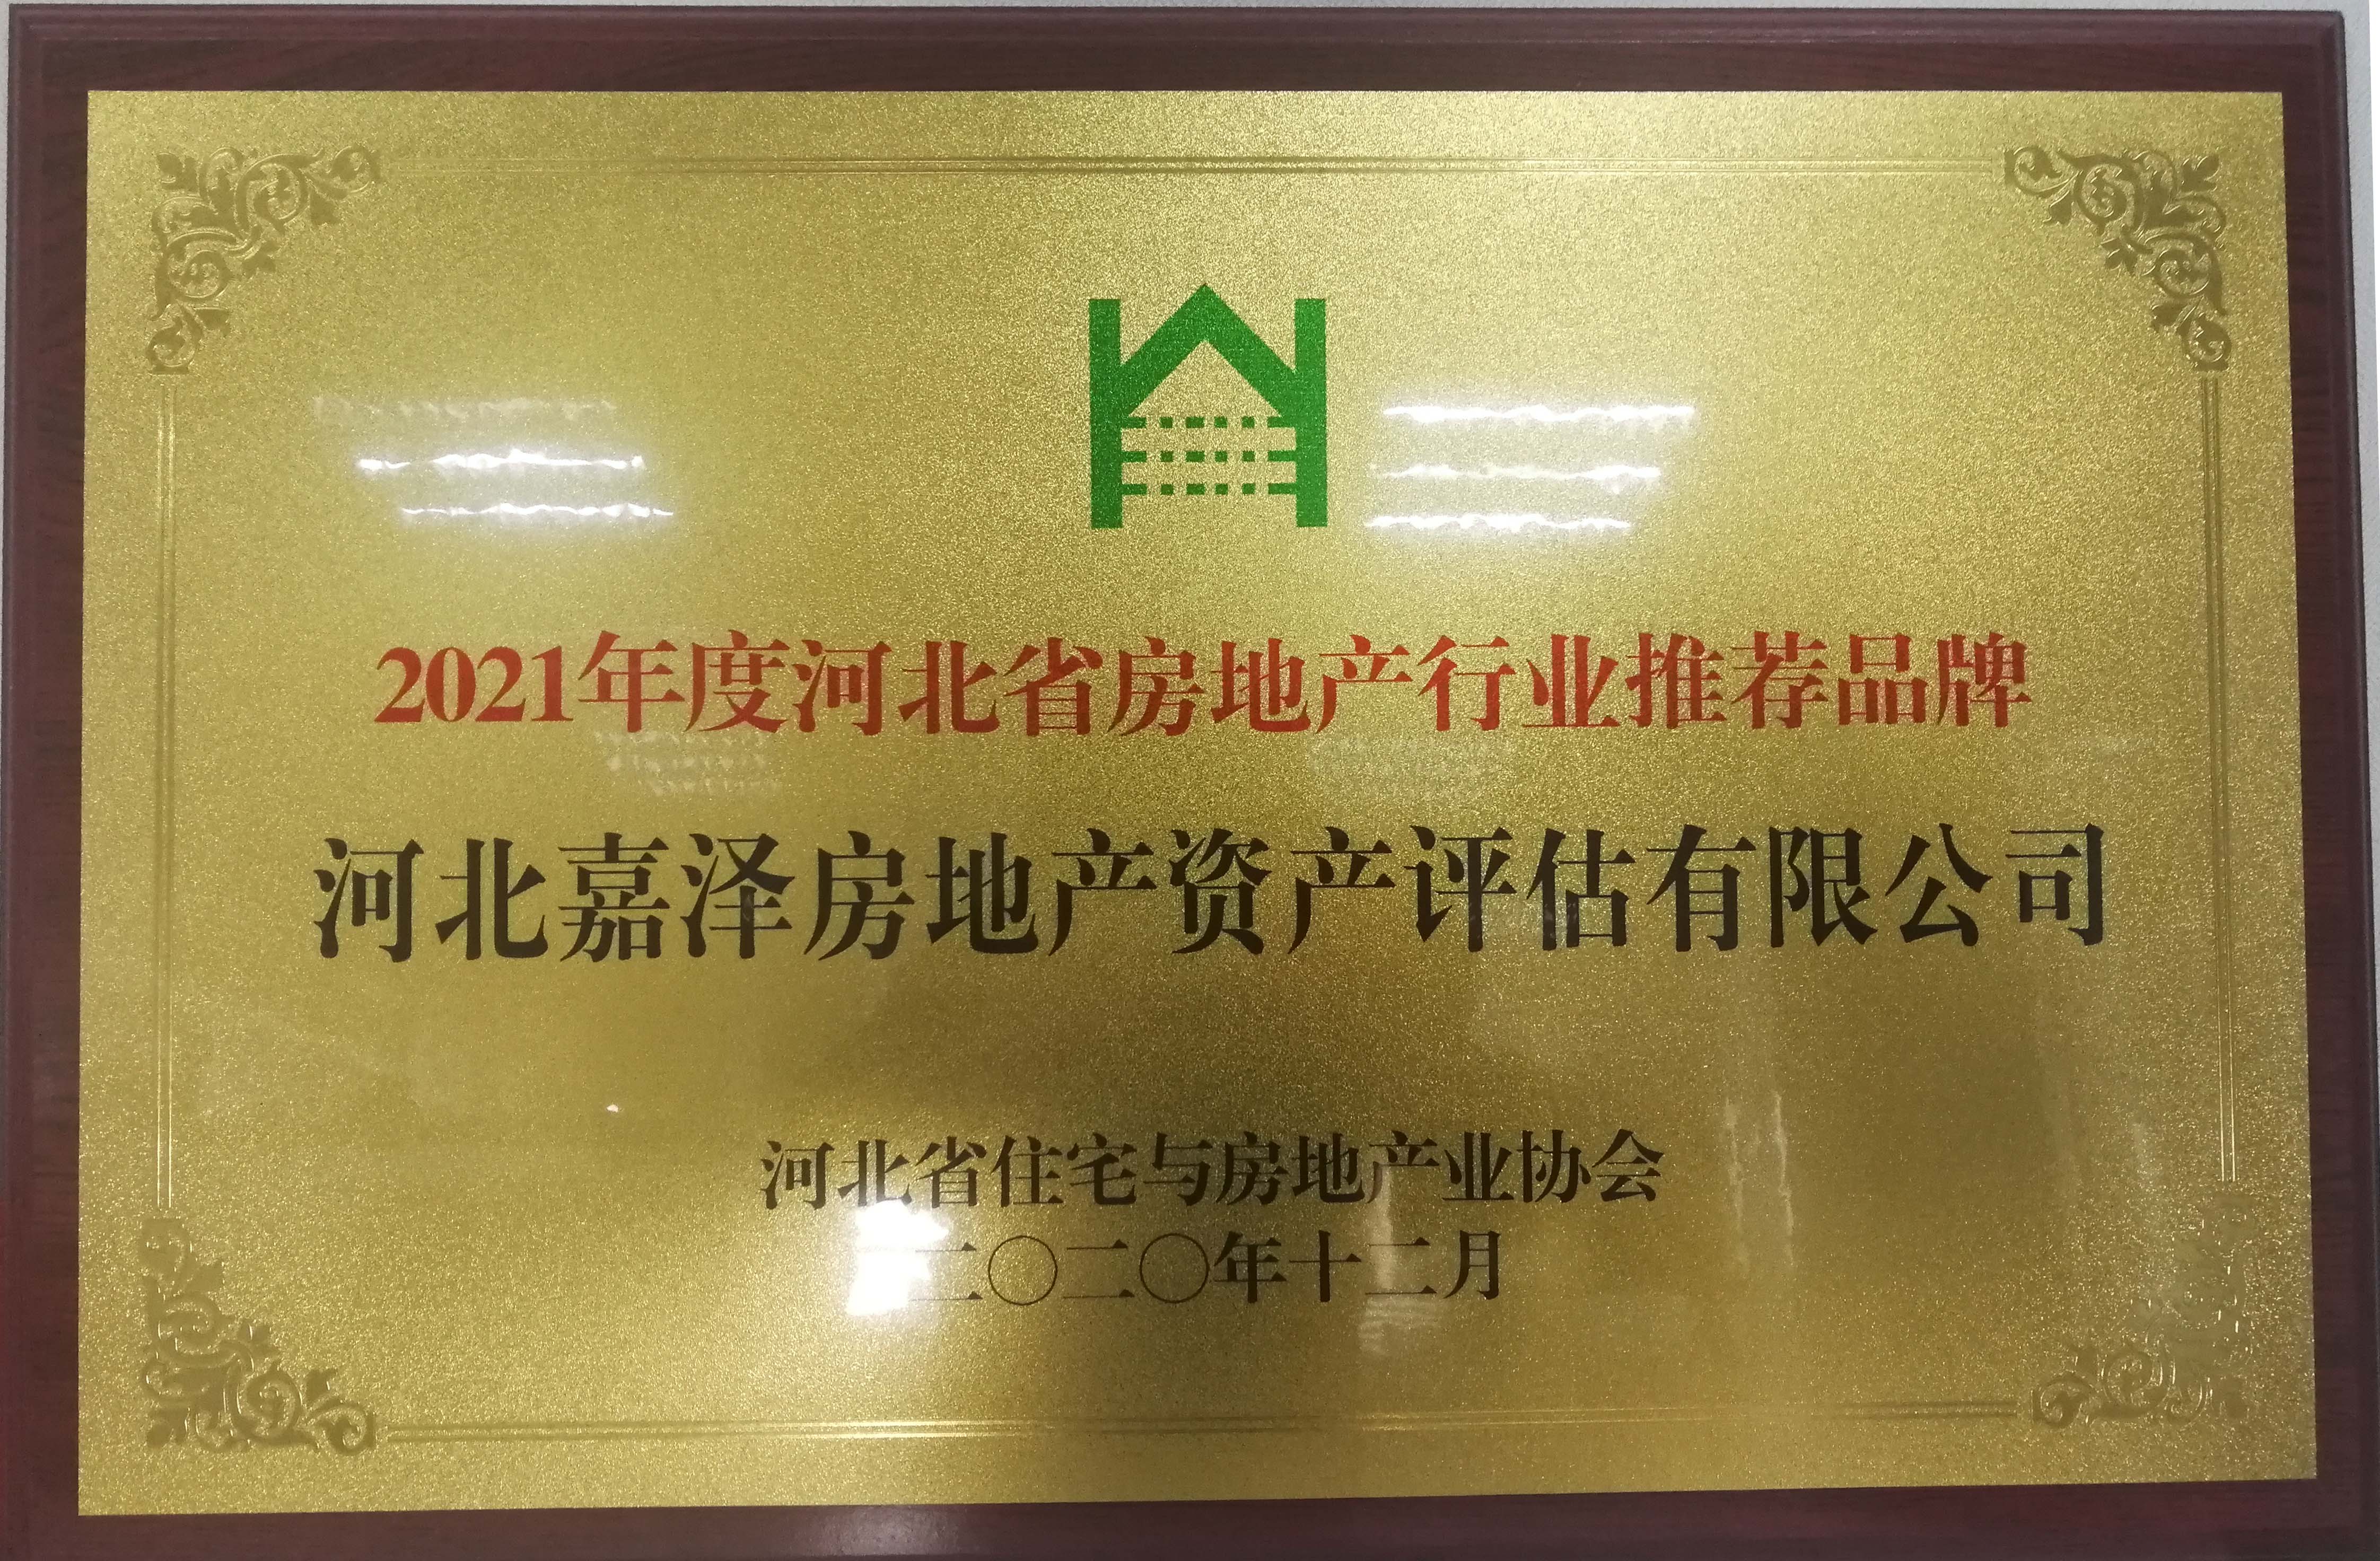 2021年度河北省房地产行业推荐品牌
河北嘉泽房地产资产评估有限公司
河北省住宅与房地产业协会
二〇二〇年十二月